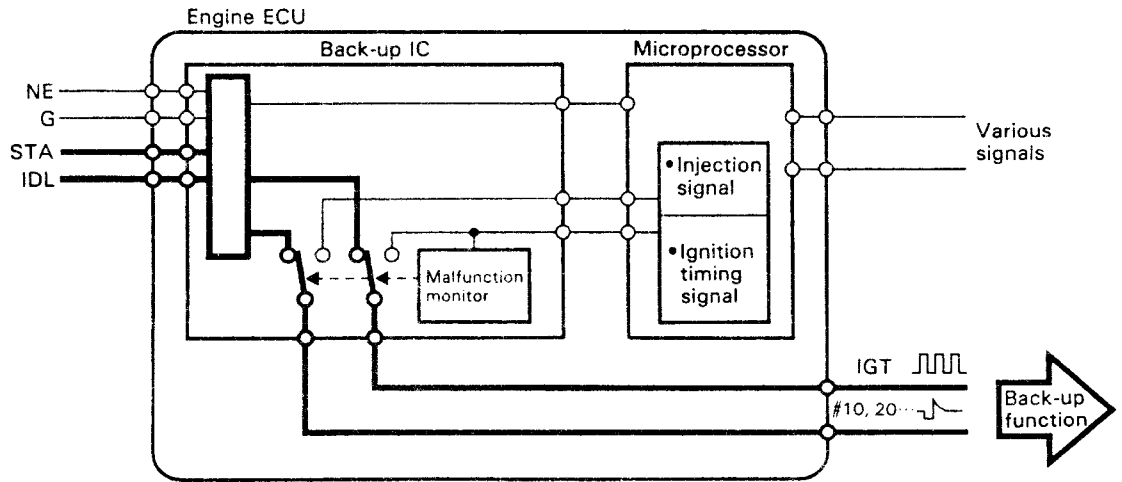 Engine ECU
Back-up IC
Microprocessor
NE
G
STA
IDL
Various
signals
• Injection
signal
• Ignition
timing
signal
Malfunction
monitor
IGT
#10, 20···
Back-up
function